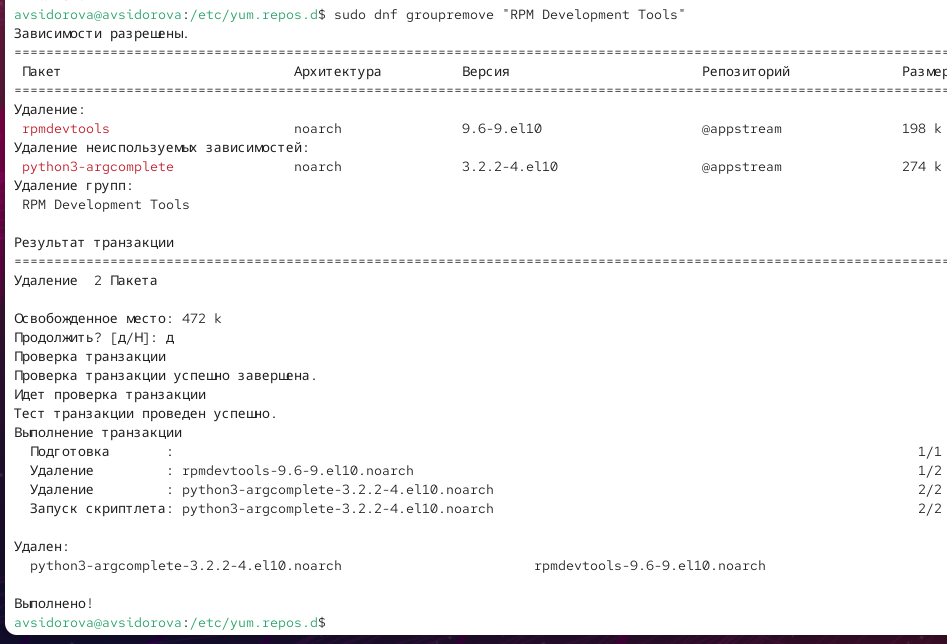 avsidorova@avsidorova:/etc/yum.repos.d$ sudo dnf groupremove "RPM Development Tools"
Зависимости разрешены.
================================================================================
Пакет Архитектура Версия Репозиторий Размер
================================================================================
Удаление:
rpmdevtools noarch 9.6-9.el10 @appstream 198 k
Удаление неиспользуемых зависимостей:
python3-argcomplete noarch 3.2.2-4.el10 @appstream 274 k
Удаление групп:
RPM Development Tools
Результат транзакции
================================================================================
Удаление 2 Пакета
Освобожденное место: 472 k
Продолжить? [д/Н]: д
Проверка транзакции
Проверка транзакции успешно завершена.
Идет проверка транзакции
Тест транзакции проведен успешно.
Выполнение транзакции
Подготовка : 1/1
Удаление : rpmdevtools-9.6-9.el10.noarch 1/2
Удаление : python3-argcomplete-3.2.2-4.el10.noarch 2/2
Запуск скриптлета: python3-argcomplete-3.2.2-4.el10.noarch 2/2
Удален:
python3-argcomplete-3.2.2-4.el10.noarch rpmdevtools-9.6-9.el10.noarch
Выполнено!
avsidorova@avsidorova:/etc/yum.repos.d$